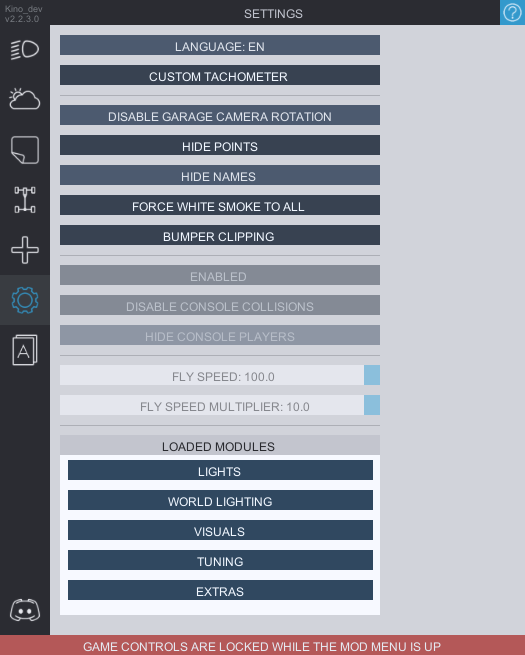 Kino_dev
v2.2.3.0
SETTINGS
?
LANGUAGE: EN
CUSTOM TACHOMETER
DISABLE GARAGE CAMERA ROTATION
HIDE POINTS
HIDE NAMES
FORCE WHITE SMOKE TO ALL
BUMPER CLIPPING
ENABLED
DISABLE CONSOLE COLLISIONS
HIDE CONSOLE PLAYERS
A
FLY SPEED: 100.0
FLY SPEED MULTIPLIER: 10.0
LOADED MODULES
LIGHTS
WORLD LIGHTING
VISUALS
TUNING
EXTRAS
GAME CONTROLS ARE LOCKED WHILE THE MOD MENU IS UP